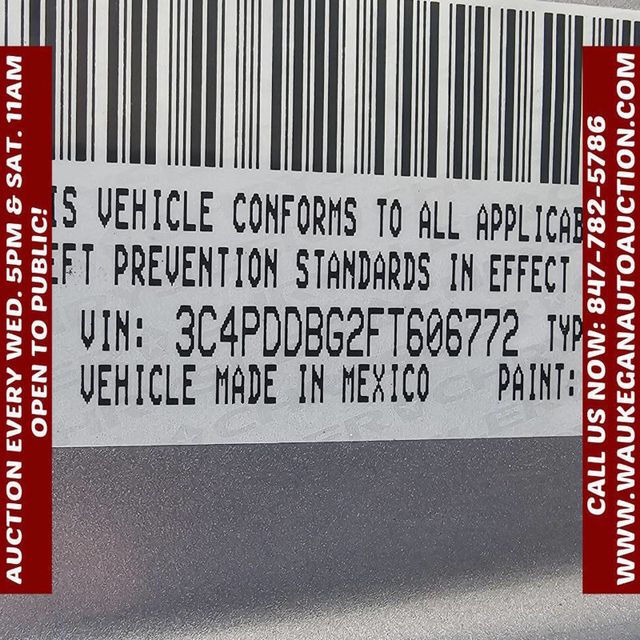 AUCTION EVERY WED. 5PM & SAT. 11AM
OPEN TO PUBLIC!
IS VEHICLE CONFORMS TO ALL APPLICAB
EFT PREVENTION STANDARDS IN EFFECT
VIN: 3C4PDDBG2FT606772 TYP
VEHICLE MADE IN MEXICO PAINT:
CALL US NOW: 847-782-5786
WWW.WAUKEGANAUTOAUCTION.COM